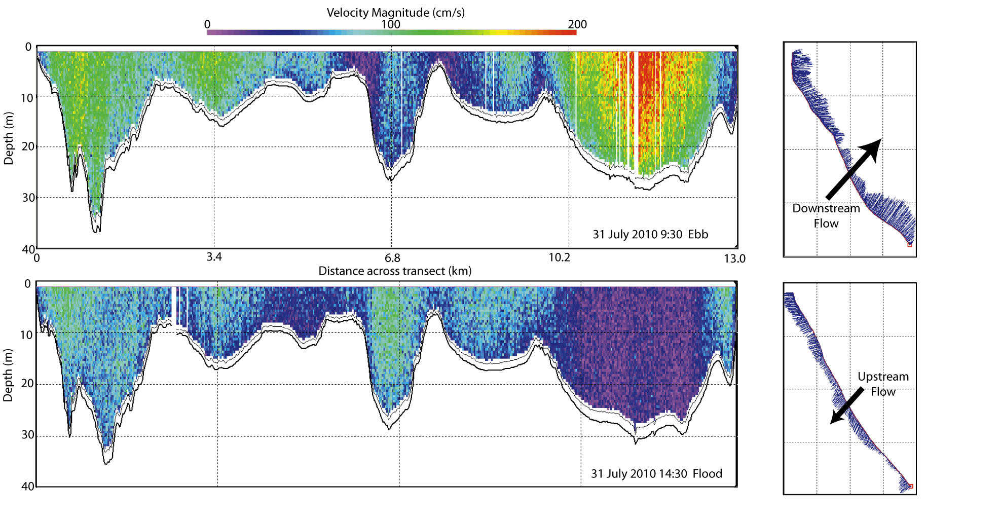 Velocity Magnitude (cm/s)
0 100 200
0
10
20
30
40
Depth (m)
31 July 2010 9:30 Ebb
0 3.4 6.8 10.2 13.0
Distance across transect (km)
Downstream
Flow
0
10
20
30
40
Depth (m)
31 July 2010 14:30 Flood
Upstream
Flow